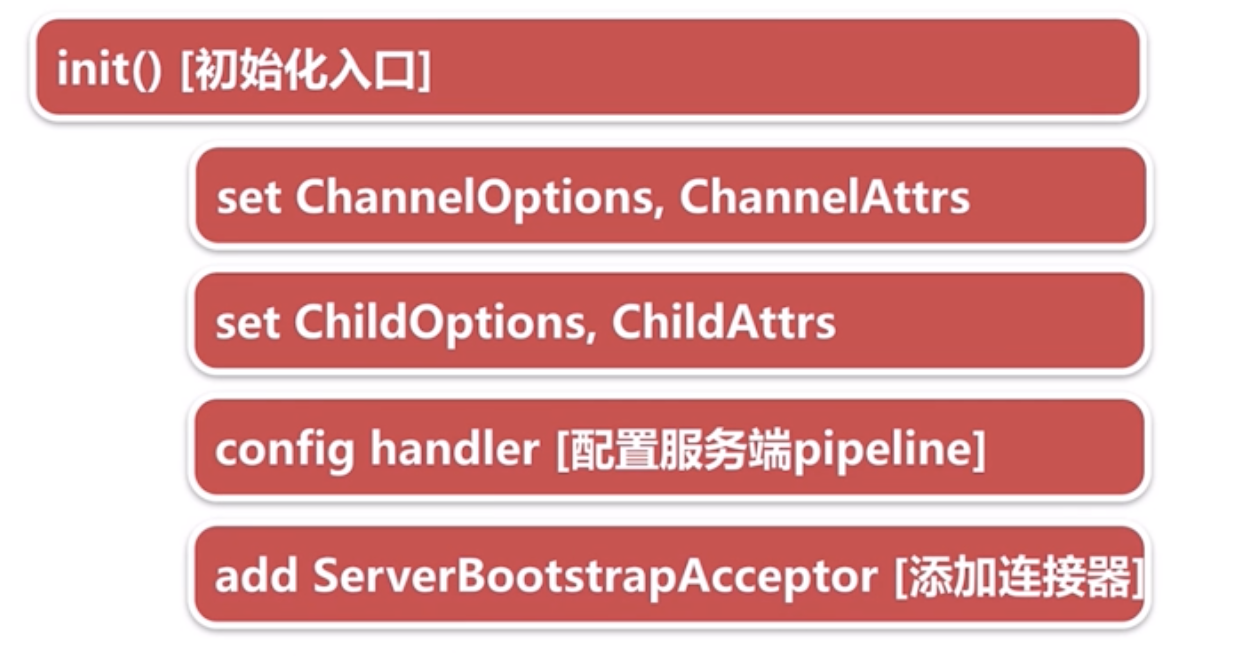 init() [初始化入口]
set ChannelOptions, ChannelAttrs
set ChildOptions, ChildAttrs
config handler [配置服务端pipeline]
add ServerBootstrapAcceptor [添加连接器]